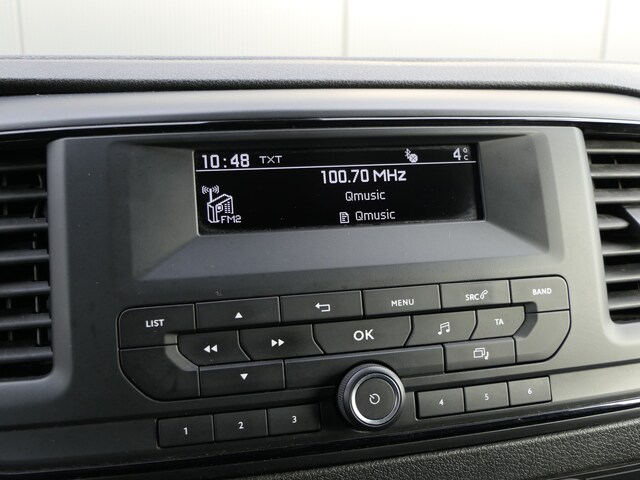 10:48 TXT 4°C
100.70 MHz
Qmusic
FM2 Qmusic
LIST MENU SRC BAND
OK TA
1 2 3 4 5 6